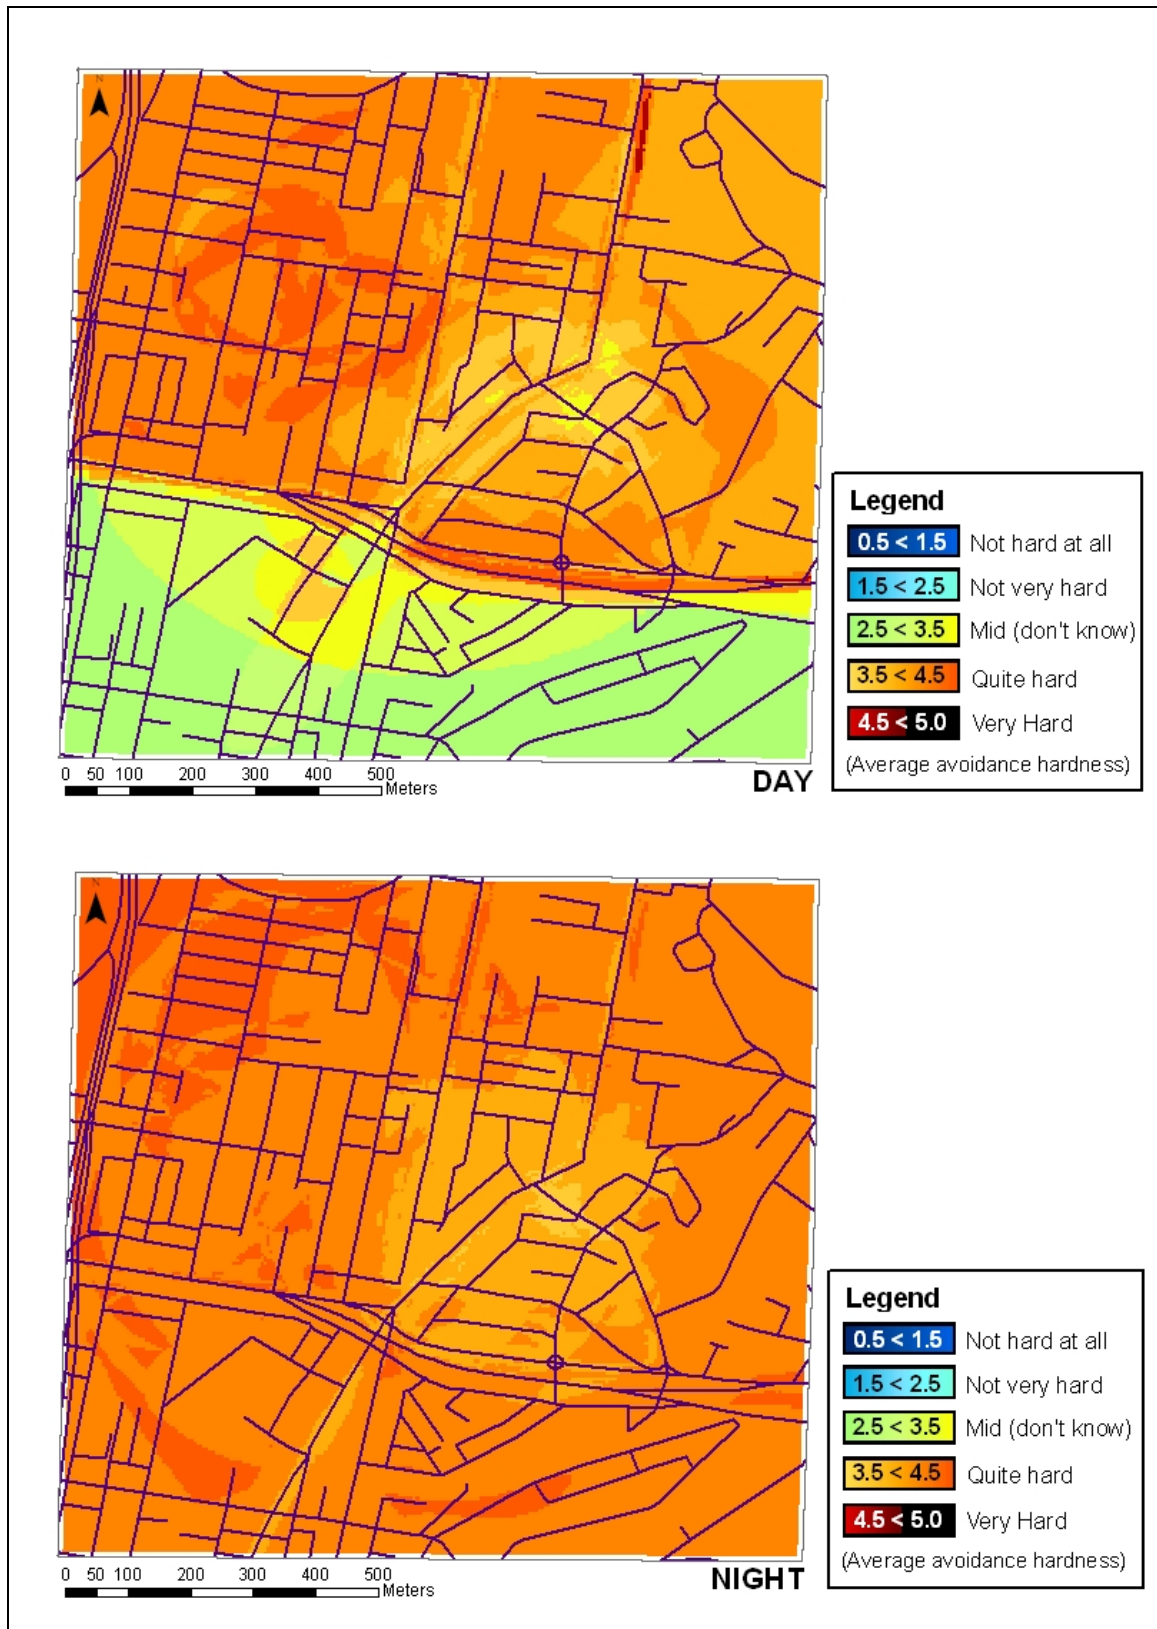 N
Legend
0.5 < 1.5 Not hard at all
1.5 < 2.5 Not very hard
2.5 < 3.5 Mid (don't know)
3.5 < 4.5 Quite hard
4.5 < 5.0 Very Hard
(Average avoidance hardness)
0 50 100 200 300 400 500
Meters
DAY
N
Legend
0.5 < 1.5 Not hard at all
1.5 < 2.5 Not very hard
2.5 < 3.5 Mid (don't know)
3.5 < 4.5 Quite hard
4.5 < 5.0 Very Hard
(Average avoidance hardness)
0 50 100 200 300 400 500
Meters
NIGHT